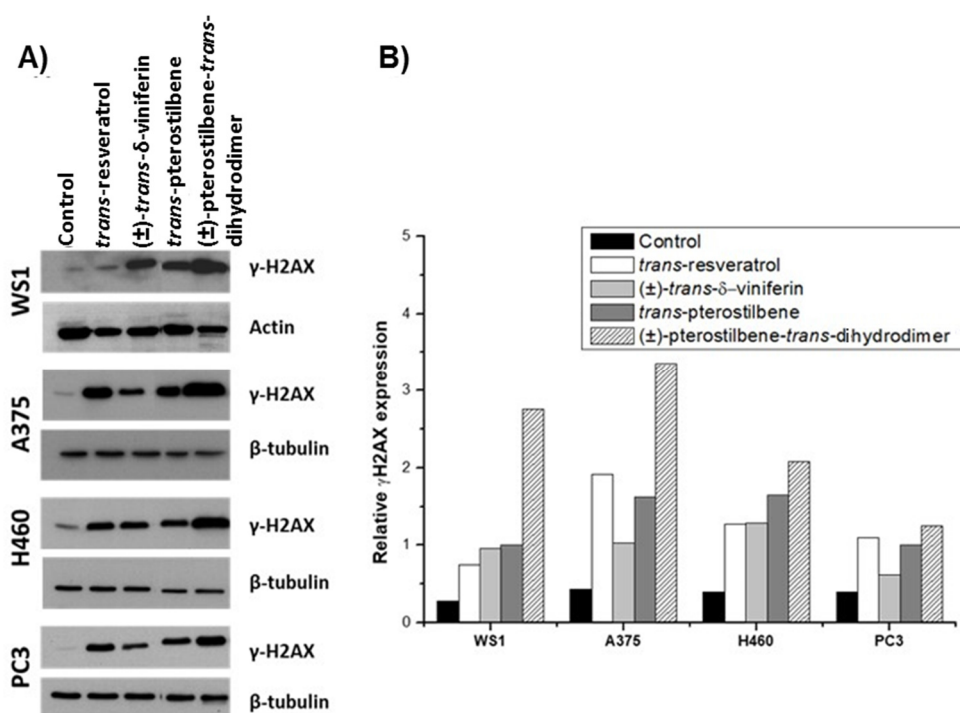 A)
Control
trans-resveratrol
(±)-trans-δ-viniferin
trans-pterostilbene
(±)-pterostilbene-trans-
dihydrodimer
WS1
γ-H2AX
Actin
A375
γ-H2AX
β-tubulin
H460
γ-H2AX
β-tubulin
PC3
γ-H2AX
β-tubulin
B)
Relative γH2AX expression
5
4
3
2
1
0
Control
trans-resveratrol
(±)-trans-δ–viniferin
trans-pterostilbene
(±)-pterostilbene-trans-dihydrodimer
WS1
A375
H460
PC3